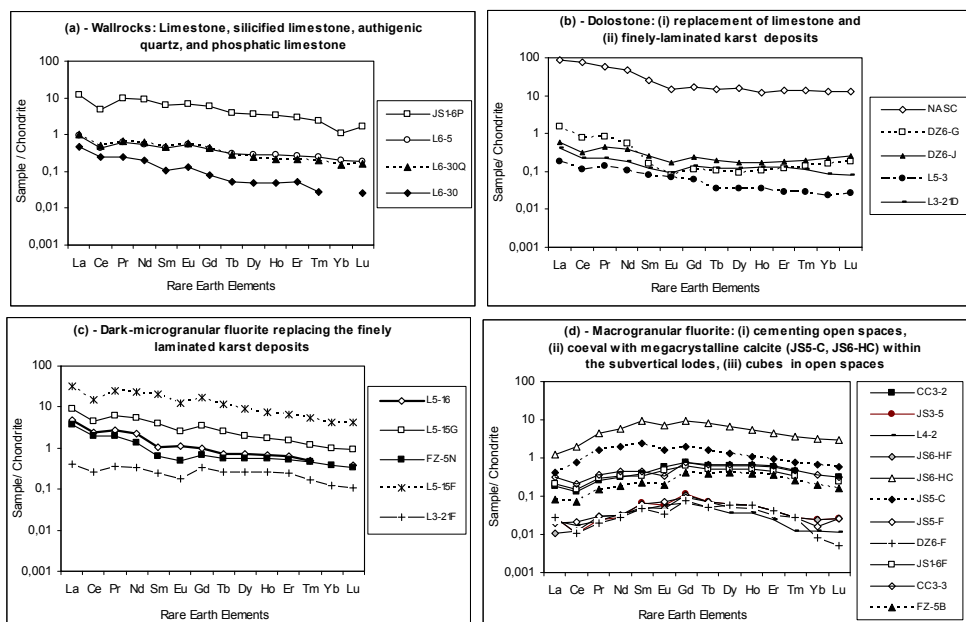 (a) - Wallrocks: Limestone, silicified limestone, authigenic
quartz, and phosphatic limestone
Sample/ Chondrite
100
10
1
0,1
0,01
0,001
La Ce Pr Nd Sm Eu Gd Tb Dy Ho Er Tm Yb Lu
Rare Earth Elements
JS1-6P
L6-5
L6-30Q
L6-30
(b) - Dolostone: (i) replacement of limestone and
(ii) finely-laminated karst deposits
Sample/ Chondrite
100
10
1
0,1
0,01
0,001
La Ce Pr Nd Sm Eu Gd Tb Dy Ho Er Tm Yb Lu
Rare Earth Elements
NASC
DZ6-G
DZ6-J
L5-3
L3-21D
(c) - Dark-microgranular fluorite replacing the finely
laminated karst deposits
Sample/ Chondrite
100
10
1
0,1
0,01
0,001
La Ce Pr Nd Sm Eu Gd Tb Dy Ho Er Tm Yb Lu
Rare Earth Elements
L5-16
L5-15G
FZ-5N
L5-15F
L3-21F
(d) - Macrogranular fluorite: (i) cementing open spaces,
(ii) coeval with megacrystalline calcite (JS5-C, JS6-HC) within
the subvertical lodes, (iii) cubes in open spaces
Sample/ Chondrite
100
10
1
0,1
0,01
0,001
La Ce Pr Nd Sm Eu Gd Tb Dy Ho Er Tm Yb Lu
Rare Earth Elements
CC3-2
JS3-5
L4-2
JS6-HF
JS6-HC
JS5-C
JS5-F
DZ6-F
JS1-6F
CC3-3
FZ-5B